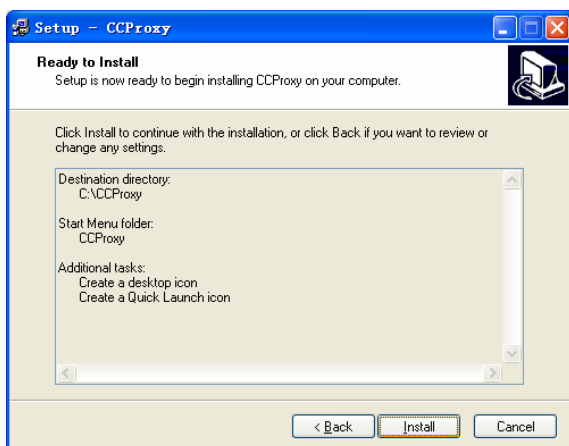 Setup - CCProxy
Ready to Install
Setup is now ready to begin installing CCProxy on your computer.
Click Install to continue with the installation, or click Back if you want to review or
change any settings.
Destination directory:
C:\CCProxy
Start Menu folder:
CCProxy
Additional tasks:
Create a desktop icon
Create a Quick Launch icon
< Back
Install
Cancel